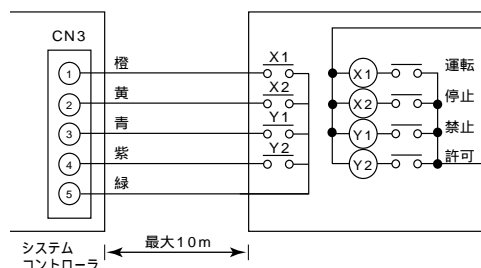 CN3
1 橙 X1
2 黄 X2
3 青 Y1
4 紫 Y2
5 緑
X1 運転
X2 停止
Y1 禁止
Y2 許可
システム
コントローラ
最大10m